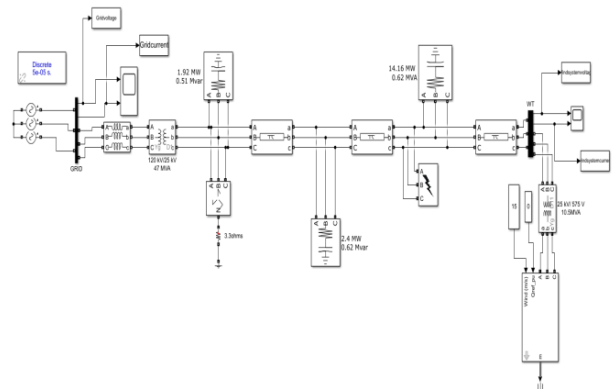 Gridvoltage
Gridcurrent
Discrete
5e-05 s.
GRID
A
B
C
a
b
c
120 kV/25 kV
47 MVA
1.92 MW
0.51 Mvar
A B C
3.3ohms
2.4 MW
0.62 Mvar
14.16 MW
0.62 MVA
A
B
C
WT
25 kV/ 575 V
10.5MVA
15
Wind (m/s)
Qref_pu
A
B
C
E